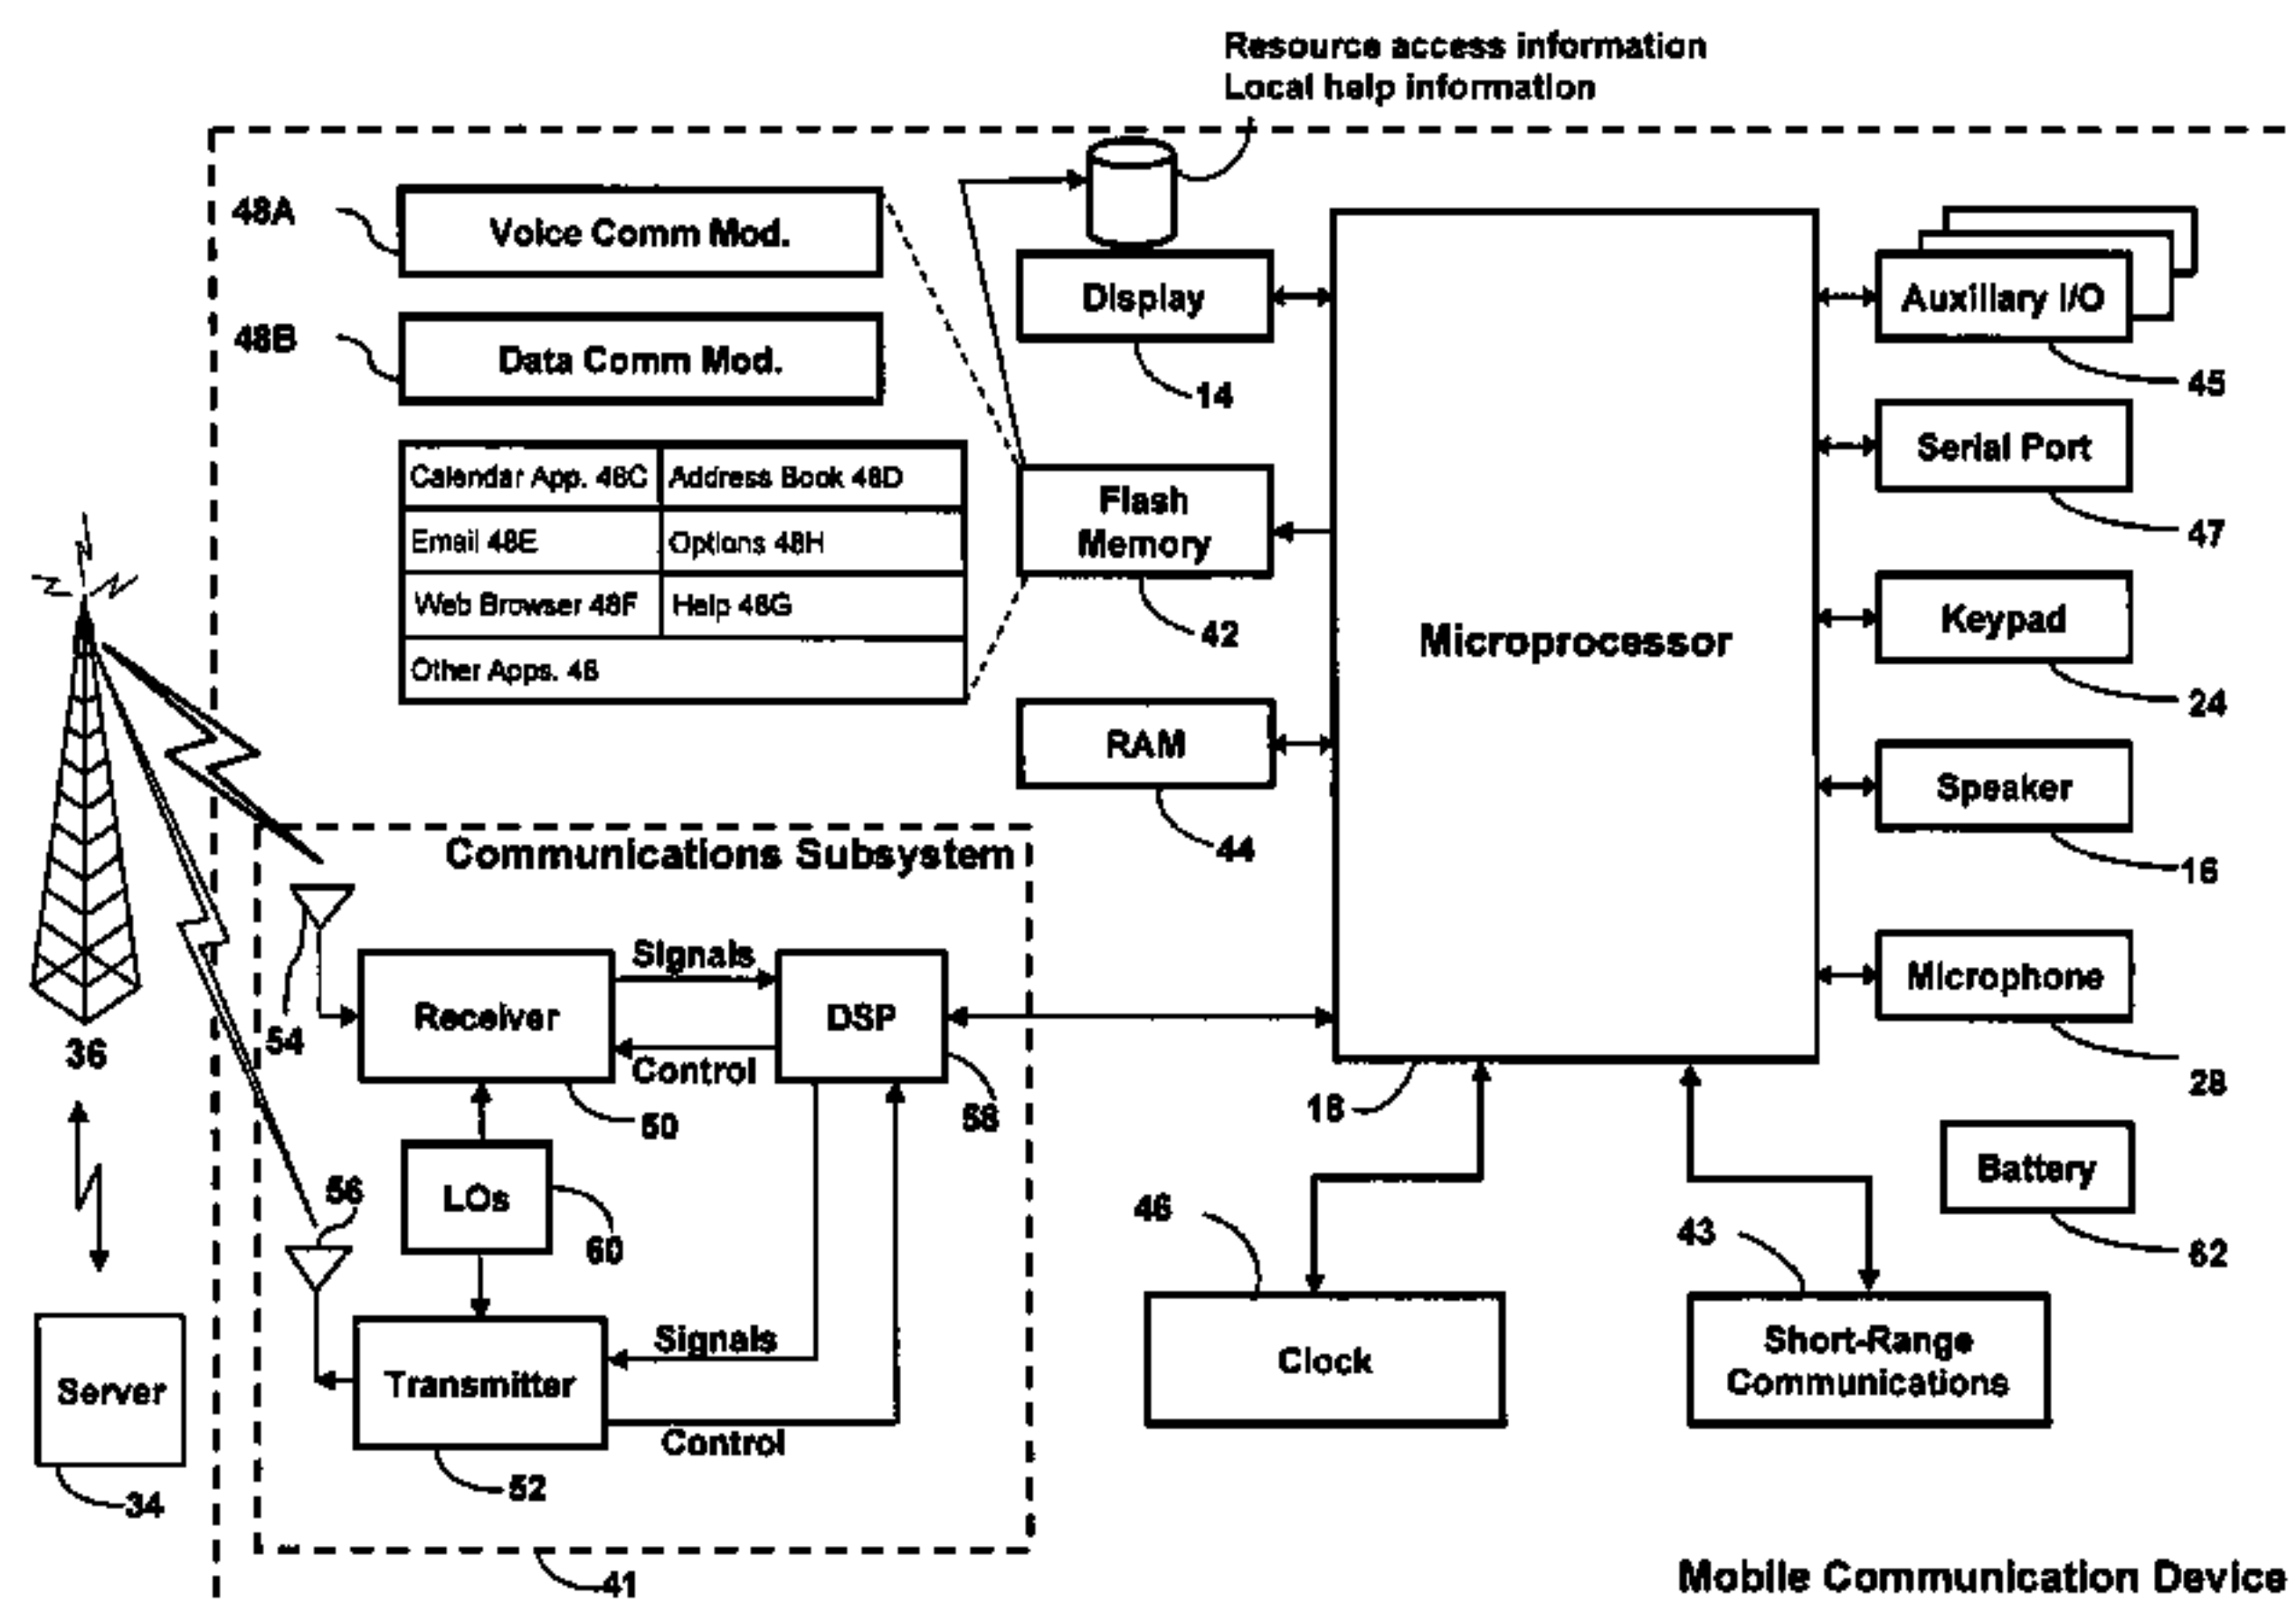 Resource access information
Local help information
48A
Voice Comm Mod.
48B
Data Comm Mod.
Display
14
Auxiliary I/O
45
Serial Port
47
Calendar App. 48C
Address Book 48D
Email 48E
Options 48H
Web Browser 48F
Help 48G
Other Apps. 48
Flash
Memory
42
Microprocessor
18
Keypad
24
RAM
44
Speaker
16
Microphone
28
Battery
62
Communications Subsystem
54
Receiver
50
Signals
Control
DSP
58
36
LOs
60
56
Transmitter
52
Signals
Control
Server
34
41
46
Clock
43
Short-Range
Communications
Mobile Communication Device